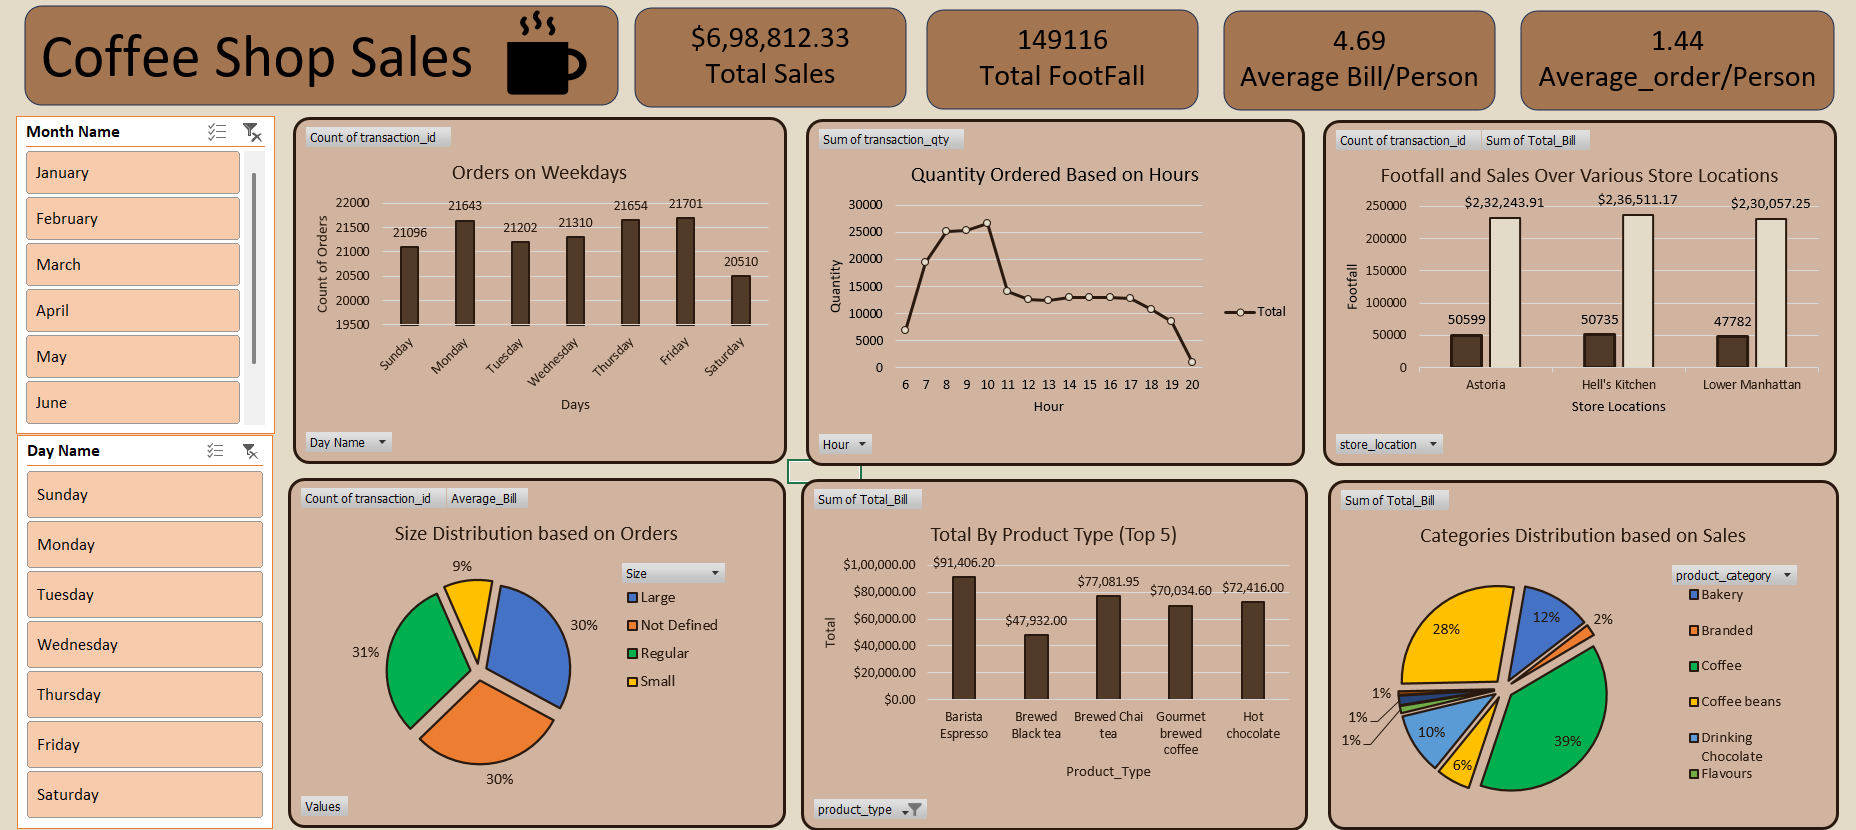 Coffee Shop Sales
$6,98,812.33
Total Sales
149116
Total FootFall
4.69
Average Bill/Person
1.44
Average_order/Person
Month Name
January
February
March
April
May
June
Day Name
Sunday
Monday
Tuesday
Wednesday
Thursday
Friday
Saturday
Count of transaction_id
Orders on Weekdays
Count of Orders
22000
21500
21000
20500
20000
19500
21096
21643
21202
21310
21654
21701
20510
Sunday
Monday
Tuesday
Wednesday
Thursday
Friday
Saturday
Days
Day Name
Sum of transaction_qty
Quantity Ordered Based on Hours
Quantity
30000
25000
20000
15000
10000
5000
0
6 7 8 9 10 11 12 13 14 15 16 17 18 19 20
Hour
Total
Hour
Count of transaction_id Sum of Total_Bill
Footfall and Sales Over Various Store Locations
Footfall
250000
200000
150000
100000
50000
0
$2,32,243.91
$2,36,511.17
$2,30,057.25
50599
50735
47782
Astoria
Hell's Kitchen
Lower Manhattan
Store Locations
store_location
Count of transaction_id Average_Bill
Size Distribution based on Orders
9%
30%
31%
30%
Size
Large
Not Defined
Regular
Small
Values
Sum of Total_Bill
Total By Product Type (Top 5)
Total
$1,00,000.00
$80,000.00
$60,000.00
$40,000.00
$20,000.00
$0.00
$91,406.20
$47,932.00
$77,081.95
$70,034.60
$72,416.00
Barista
Espresso
Brewed
Black tea
Brewed Chai
tea
Gourmet
brewed
coffee
Hot
chocolate
Product_Type
product_type
Sum of Total_Bill
Categories Distribution based on Sales
28%
12%
2%
39%
6%
10%
1%
1%
1%
product_category
Bakery
Branded
Coffee
Coffee beans
Drinking
Chocolate
Flavours